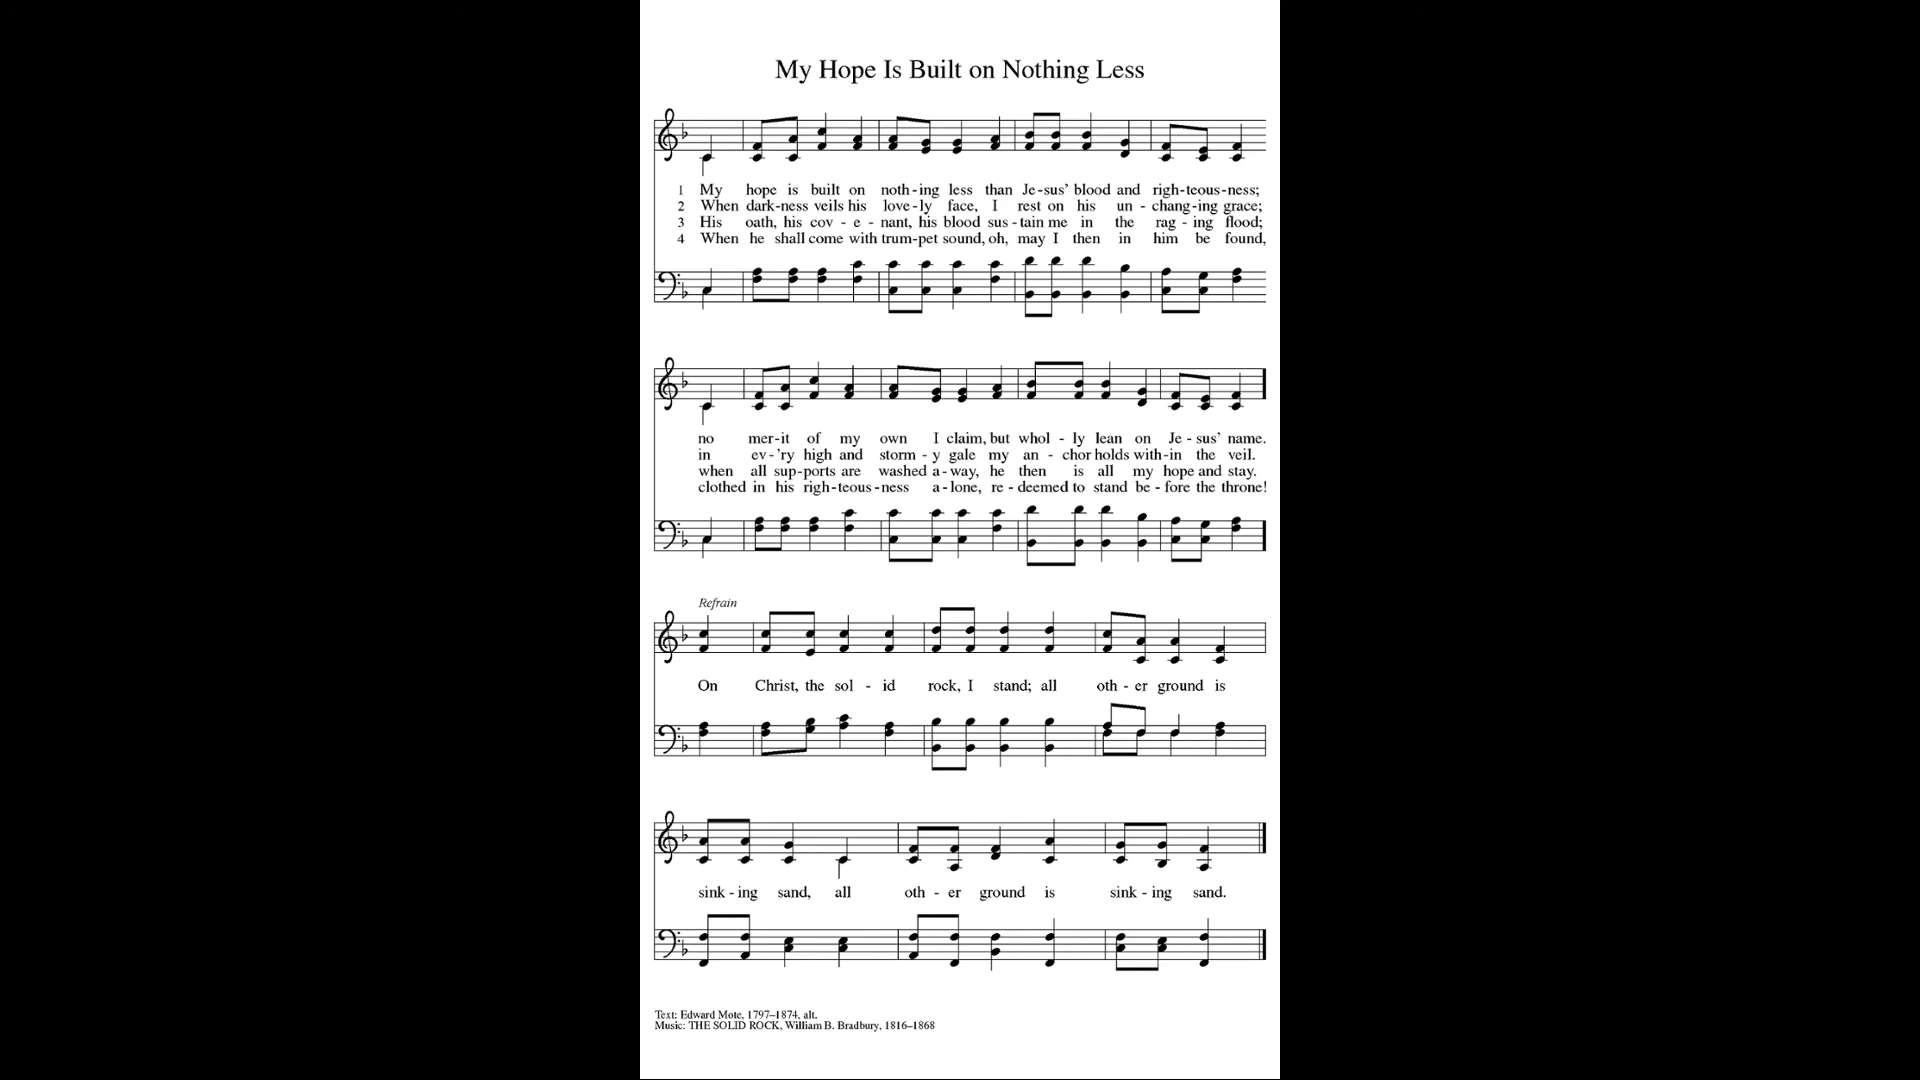 My Hope Is Built on Nothing Less
1 My hope is built on noth-ing less than Je-sus' blood and righ-teous-ness;
2 When dark-ness veils his love-ly face, I rest on his un-chang-ing grace;
3 His oath, his cov-e-nant, his blood sus-tain me in the rag-ing flood;
4 When he shall come with trum-pet sound, oh, may I then in him be found,
no mer-it of my own I claim, but whol-ly lean on Je-sus' name.
in ev-'ry high and storm-y gale my an-chor holds with-in the veil.
when all sup-ports are washed a-way, he then is all my hope and stay.
clothed in his righ-teous-ness a-lone, re-deemed to stand be-fore the throne!
Refrain
On Christ, the sol-id rock, I stand; all oth-er ground is
sink-ing sand, all oth-er ground is sink-ing sand.
Text: Edward Mote, 1797–1874, alt.
Music: THE SOLID ROCK, William B. Bradbury, 1816–1868